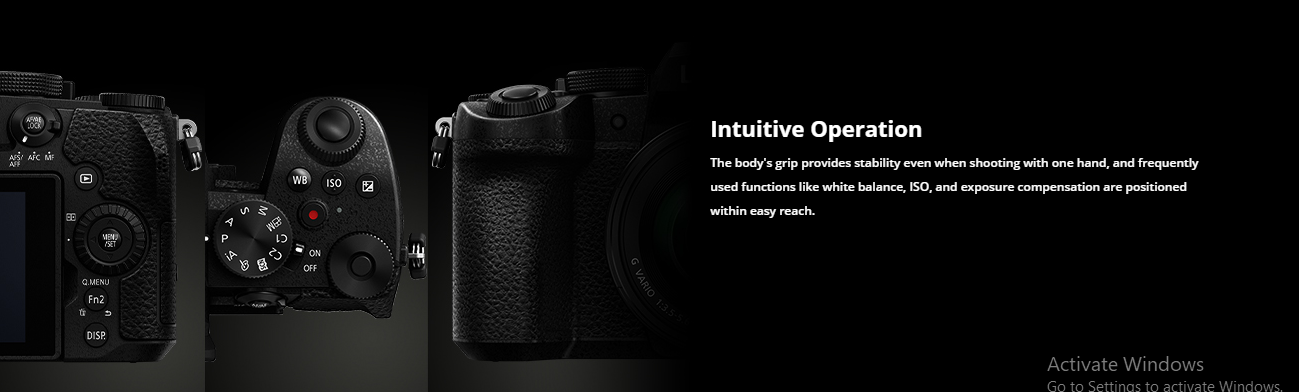 AF/AE
LOCK
AFS/
AFF AFC MF
MENU
/SET
Q.MENU
Fn2
DISP.
WB ISO
S M
A C1
P C2
iA
ON
OFF
G VARIO 1:3.5-
Intuitive Operation
The body's grip provides stability even when shooting with one hand, and frequently
used functions like white balance, ISO, and exposure compensation are positioned
within easy reach.
Activate Windows
Go to Settings to activate Windows.